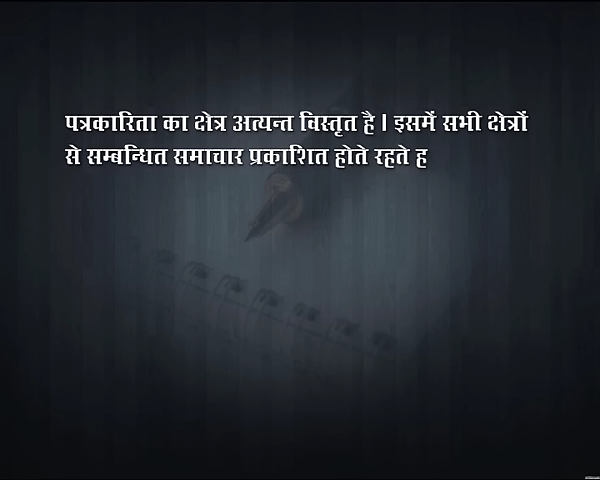 पत्रकारिता का क्षेत्र अत्यन्त विस्तृत है । इसमें सभी क्षेत्रों
से सम्बन्धित समाचार प्रकाशित होते रहते ह